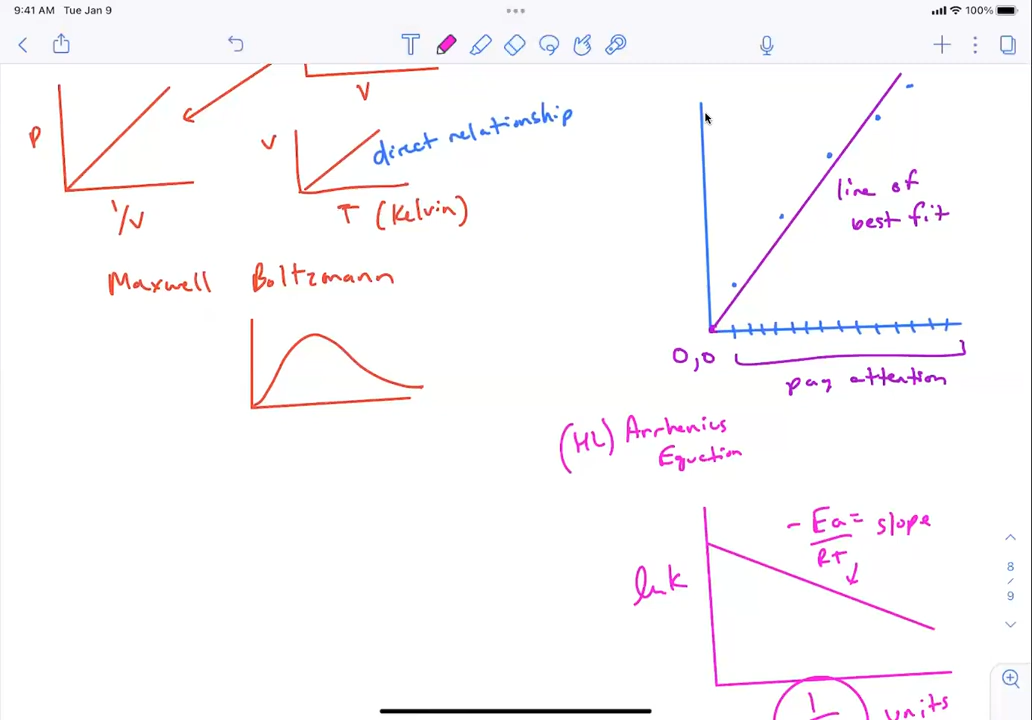 9:41 AM Tue Jan 9
100%
T
P
1/V
V
V
T (Kelvin)
direct relationship
Maxwell Boltzmann
line of
best fit
0,0
pay attention
(HL) Arrhenius
Equation
-Ea = slope
RT
lnk
1
units
8
/
9